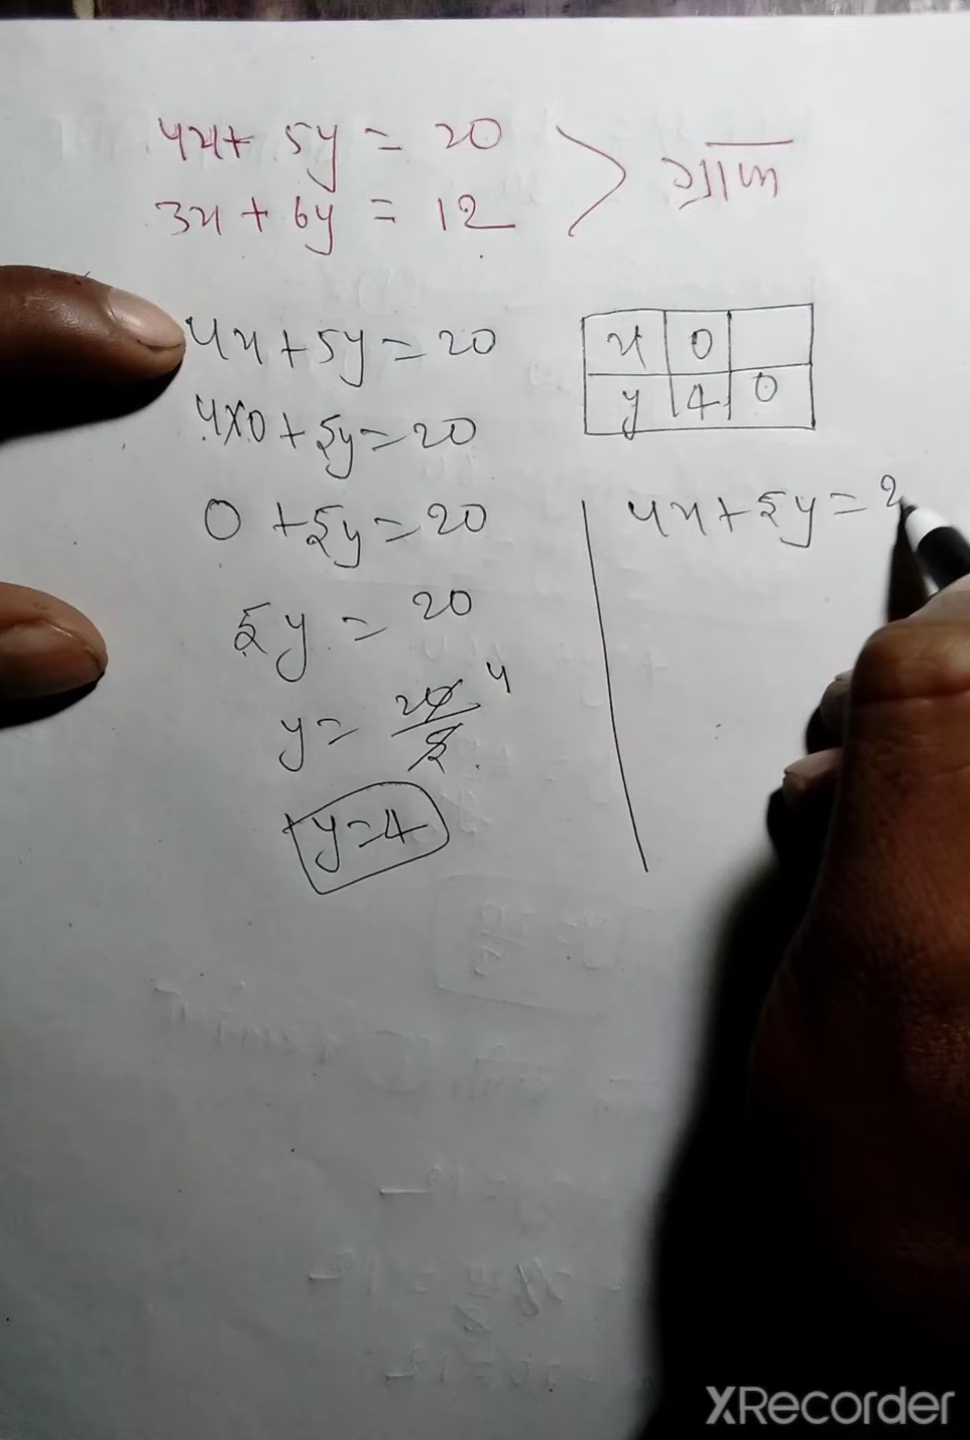 4x + 5y = 20
3x + 6y = 12
4x + 5y = 20
4×0 + 5y = 20
0 + 5y = 20
5y = 20
y = 20/5 4
y = 4
x 0
y 4 0
4x + 5y = 2
XRecorder